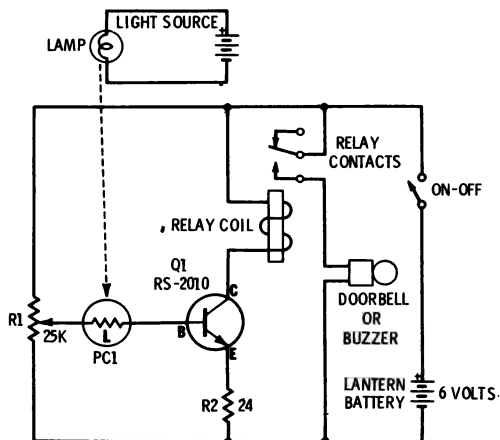 LIGHT SOURCE
+
LAMP
RELAY
CONTACTS
ON-OFF
RELAY COIL
Q1
RS-2010
C
DOORBELL
OR
BUZZER
R1
25K
L
PC1
B
E
LANTERN
BATTERY
+
6 VOLTS
R2
24